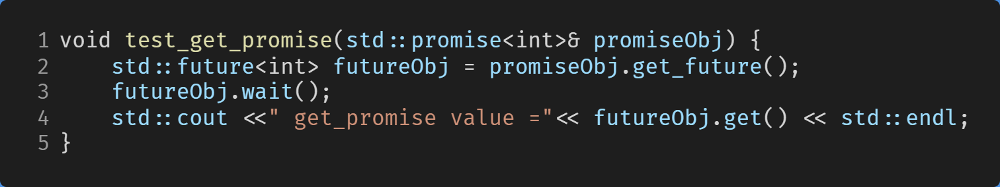 1 void test_get_promise(std::promise<int>& promiseObj) {
2     std::future<int> futureObj = promiseObj.get_future();
3     futureObj.wait();
4     std::cout <<" get_promise value ="<< futureObj.get() << std::endl;
5 }